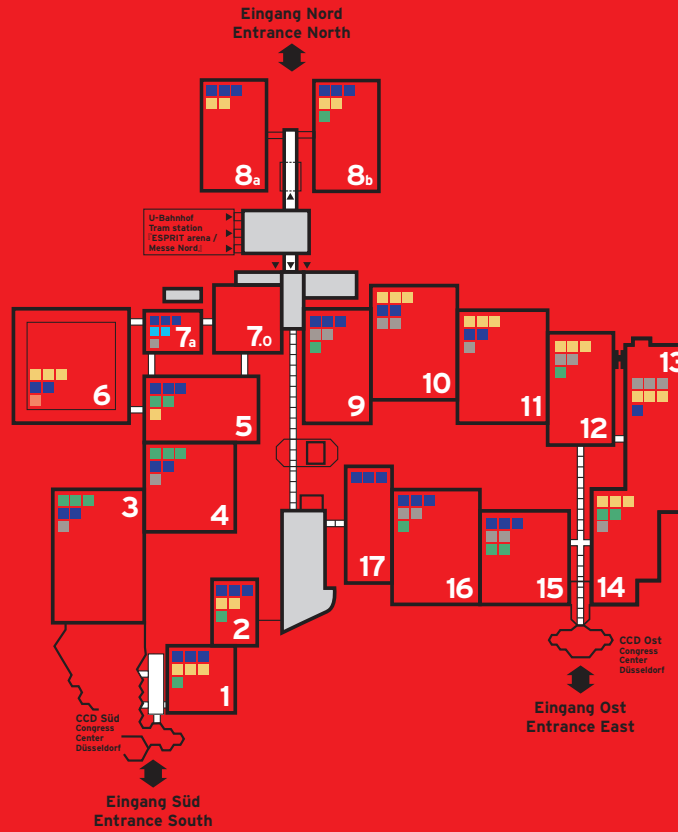 Eingang Nord
Entrance North
8a
8b
U-Bahnhof
Tram station
「ESPRIT arena /
Messe Nord」
7a
7.0
6
5
9
10
11
12
13
3
4
17
16
15
14
2
1
CCD Ost
Congress
Center
Düsseldorf
CCD Süd
Congress
Center
Düsseldorf
Eingang Ost
Entrance East
Eingang Süd
Entrance South